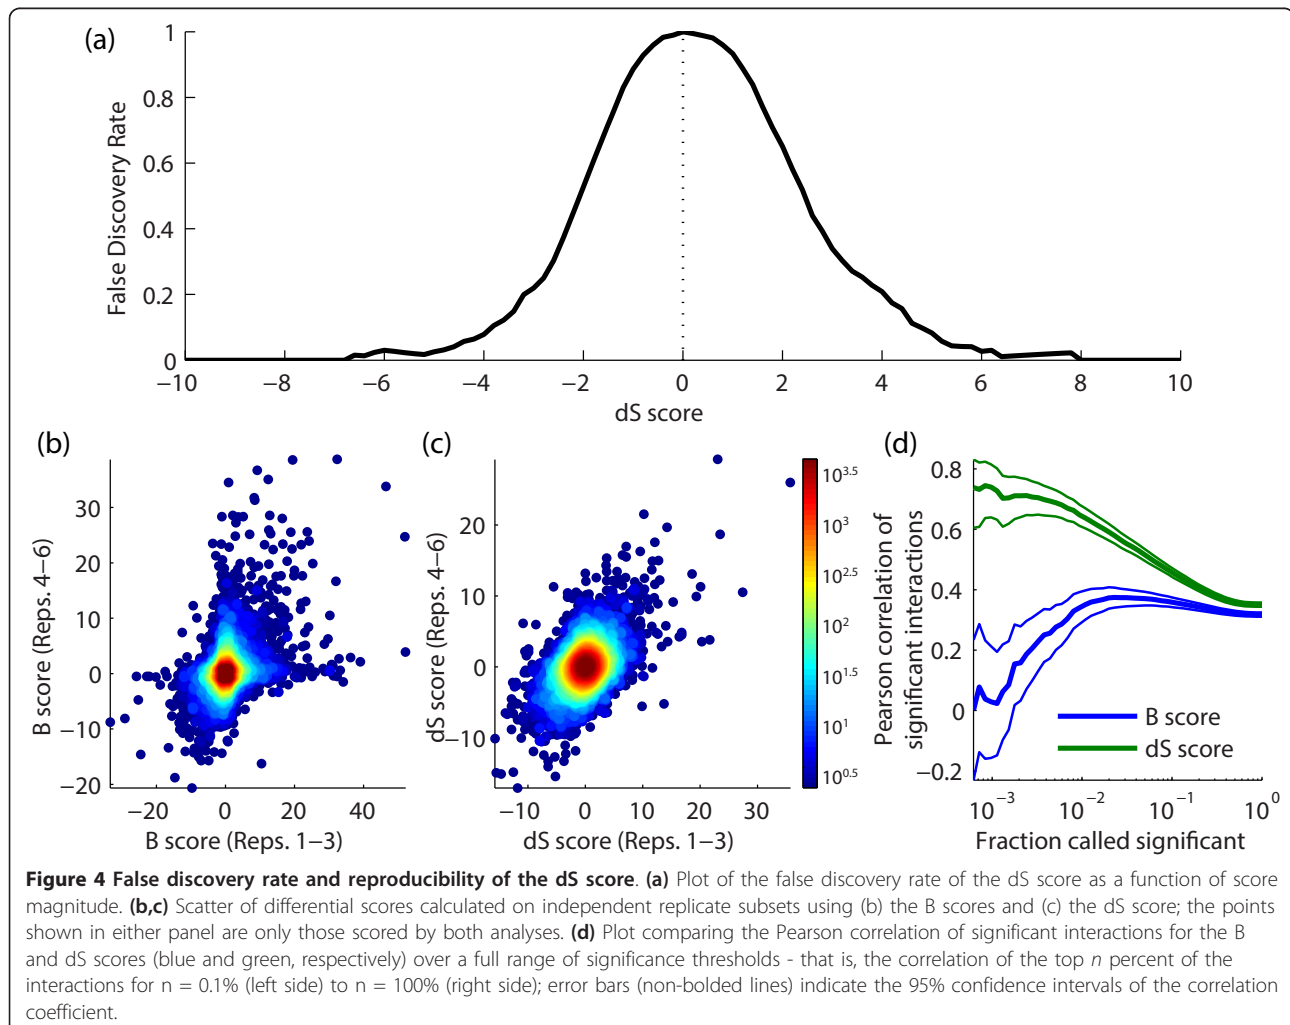 (a)
1
0.8
0.6
0.4
0.2
0
False Discovery Rate
−10 −8 −6 −4 −2 0 2 4 6 8 10
dS score
(b)
30
20
10
0
−10
−20
B score (Reps. 4–6)
−20 0 20 40
B score (Reps. 1–3)
(c)
20
10
0
−10
dS score (Reps. 4–6)
−10 0 10 20 30
dS score (Reps. 1–3)
10^3.5
10^3
10^2.5
10^2
10^1.5
10^1
10^0.5
(d)
0.8
0.6
0.4
0.2
0
−0.2
Pearson correlation of
significant interactions
B score
dS score
10^−3 10^−2 10^−1 10^0
Fraction called significant
Figure 4 False discovery rate and reproducibility of the dS score. (a) Plot of the false discovery rate of the dS score as a function of score
magnitude. (b,c) Scatter of differential scores calculated on independent replicate subsets using (b) the B scores and (c) the dS score; the points
shown in either panel are only those scored by both analyses. (d) Plot comparing the Pearson correlation of significant interactions for the B
and dS scores (blue and green, respectively) over a full range of significance thresholds - that is, the correlation of the top n percent of the
interactions for n = 0.1% (left side) to n = 100% (right side); error bars (non-bolded lines) indicate the 95% confidence intervals of the correlation
coefficient.